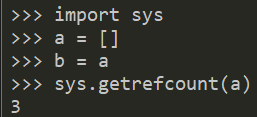 >>> import sys
>>> a = []
>>> b = a
>>> sys.getrefcount(a)
3